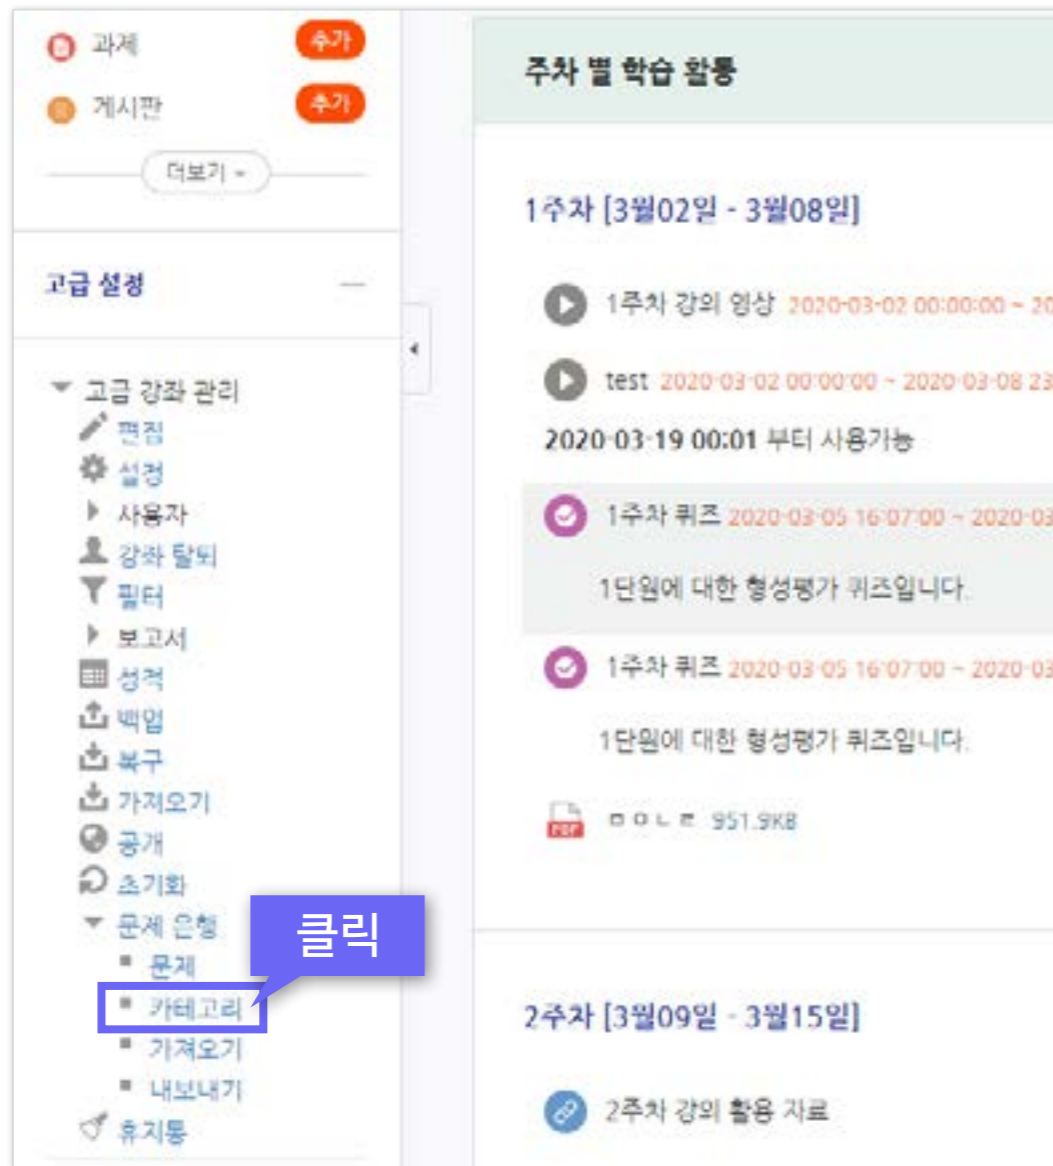 과제 추가
게시판 추가
더보기
고급 설정
고급 강좌 관리
편집
설정
사용자
강좌 탈퇴
필터
보고서
성적
백업
복구
가져오기
공개
초기화
문제 은행
문제
카테고리
가져오기
내보내기
휴지통
클릭
주차 별 학습 활동
1주차 [3월02일 - 3월08일]
1주차 강의 영상 2020-03-02 00:00:00 ~ 20
test 2020-03-02 00:00:00 ~ 2020-03-08 23
2020-03-19 00:01 부터 사용가능
1주차 퀴즈 2020-03-05 16:07:00 ~ 2020-03
1단원에 대한 형성평가 퀴즈입니다.
1주차 퀴즈 2020-03-05 16:07:00 ~ 2020-03
1단원에 대한 형성평가 퀴즈입니다.
PDF ㅁㅇㄴㄹ 951.9KB
2주차 [3월09일 - 3월15일]
2주차 강의 활용 자료